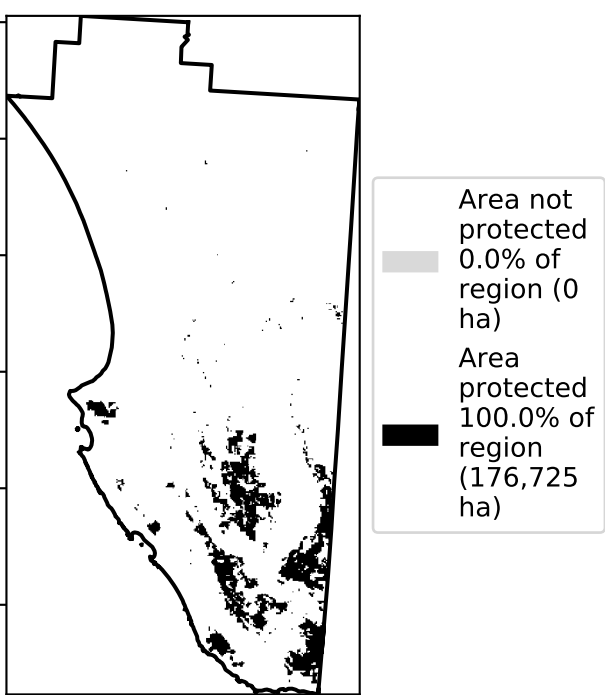 Area not
protected
0.0% of
region (0
ha)
Area
protected
100.0% of
region
(176,725
ha)